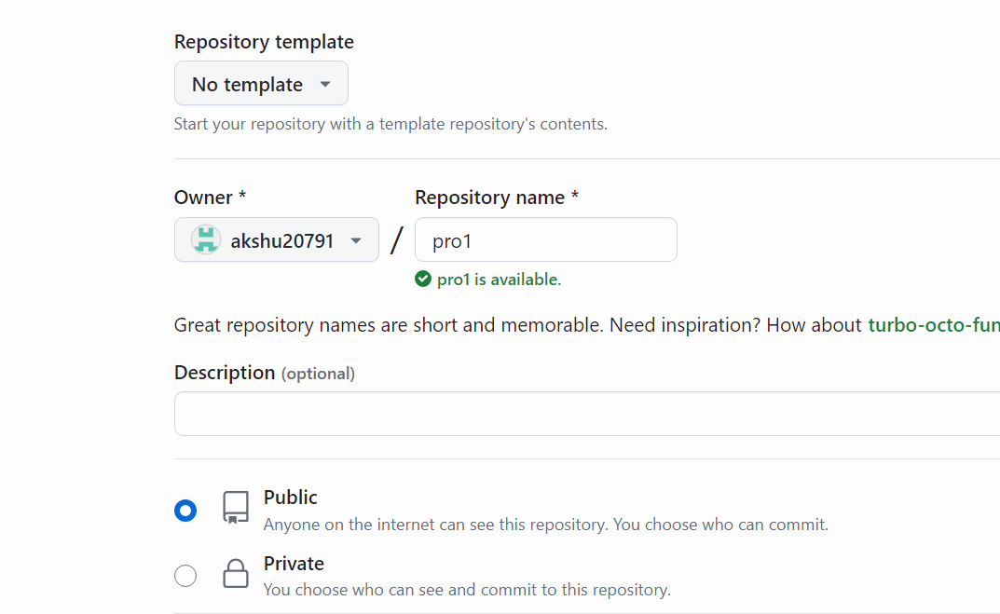 Repository template
No template
Start your repository with a template repository's contents.
Owner * Repository name *
akshu20791 / pro1
pro1 is available.
Great repository names are short and memorable. Need inspiration? How about turbo-octo-fun
Description (optional)
Public
Anyone on the internet can see this repository. You choose who can commit.
Private
You choose who can see and commit to this repository.